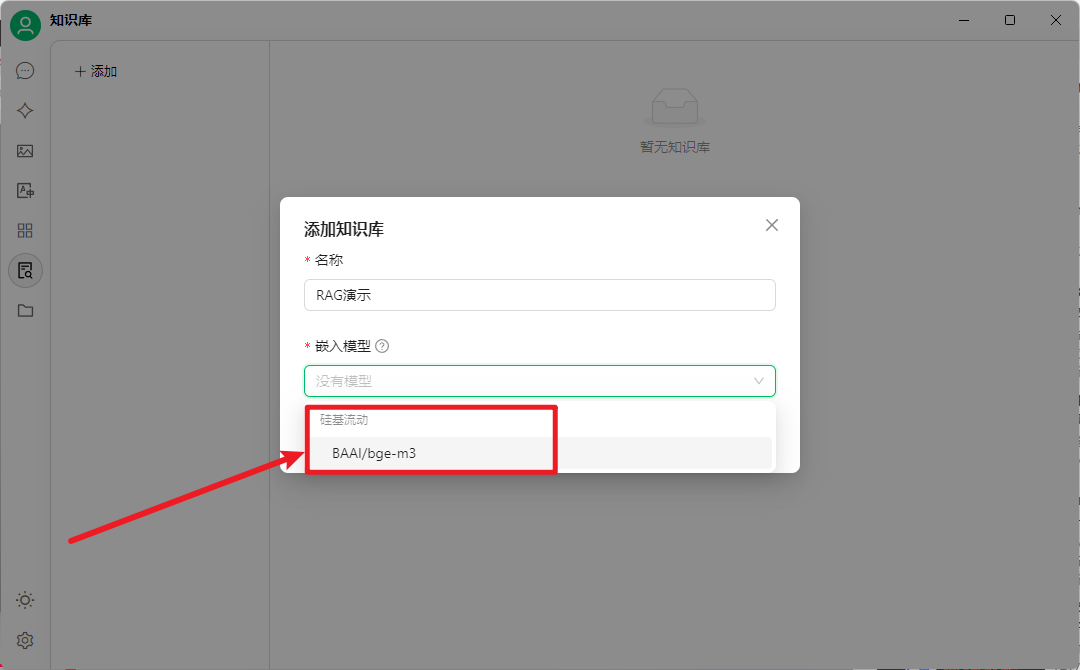 知识库
添加
暂无知识库
添加知识库
* 名称
RAG演示
* 嵌入模型
没有模型
硅基流动
BAAI/bge-m3